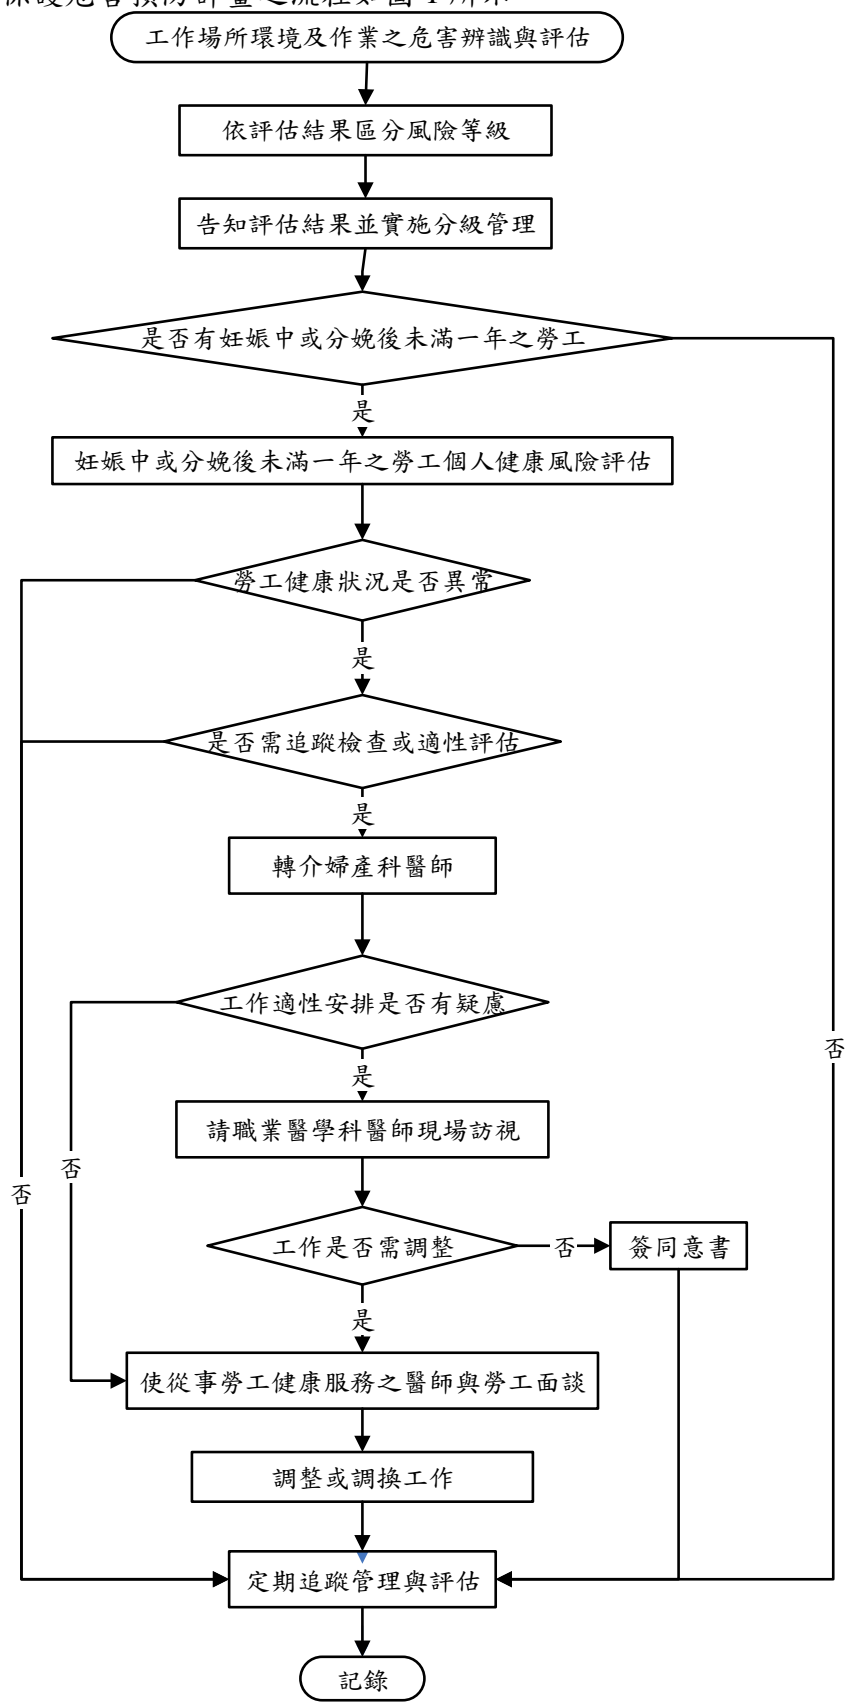 工作場所環境及作業之危害辨識與評估
依評估結果區分風險等級
告知評估結果並實施分級管理
是否有妊娠中或分娩後未滿一年之勞工
是
妊娠中或分娩後未滿一年之勞工個人健康風險評估
勞工健康狀況是否異常
是
是否需追蹤檢查或適性評估
是
轉介婦產科醫師
工作適性安排是否有疑慮
否
是
請職業醫學科醫師現場訪視
否
否
工作是否需調整
否
簽同意書
是
使從事勞工健康服務之醫師與勞工面談
調整或調換工作
定期追蹤管理與評估
記錄